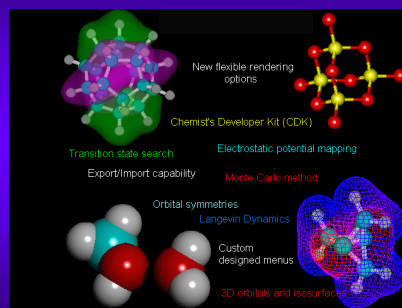 New flexible rendering
options
Chemist's Developer Kit (CDK)
Transition state search
Electrostatic potential mapping
Export/Import capability
Monte-Carlo method
Orbital symmetries
Langevin Dynamics
Custom
designed menus
3D orbitals and isosurfaces